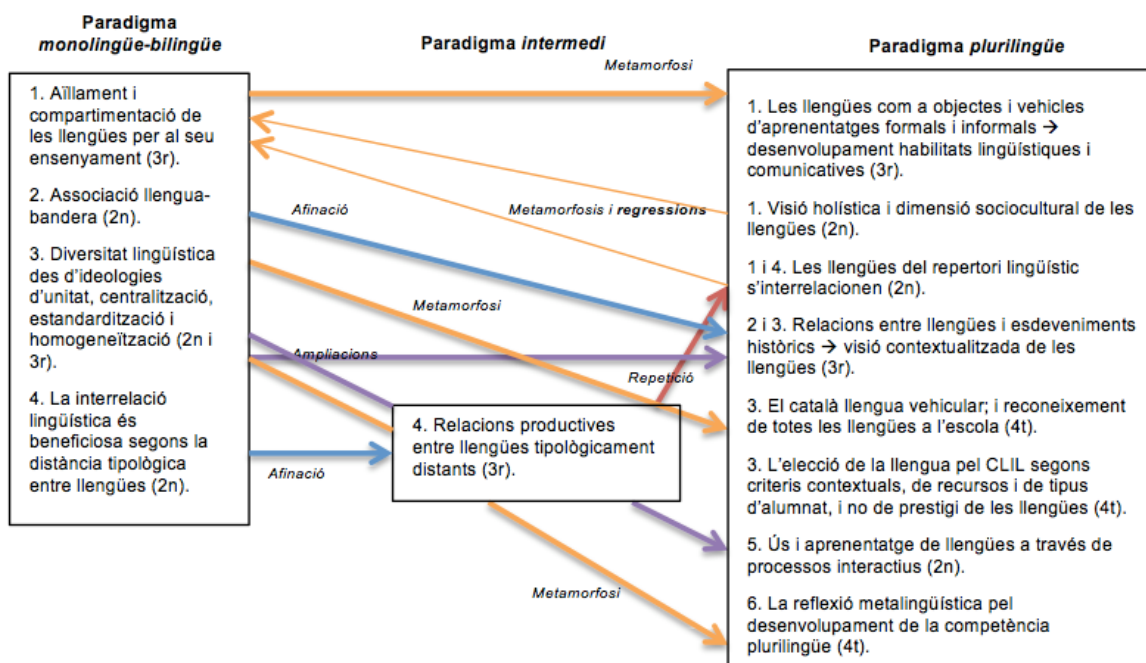 Paradigma
monolingüe-bilingüe
1. Aïllament i
compartimentació de
les llengües per al seu
ensenyament (3r).
2. Associació llengua-
bandera (2n).
3. Diversitat lingüística
des d'ideologies
d'unitat, centralització,
estandardització i
homogeneïtzació (2n i
3r).
4. La interrelació
lingüística és
beneficiosa segons la
distància tipològica
entre llengües (2n).
Paradigma intermedi
Metamorfosi
Afinació
Metamorfosis i regressions
Metamorfosi
Ampliacions
Repetició
Afinació
4. Relacions productives
entre llengües tipològicament
distants (3r).
Metamorfosi
Paradigma plurilingüe
1. Les llengües com a objectes i vehicles
d'aprenentatges formals i informals →
desenvolupament habilitats lingüístiques i
comunicatives (3r).
1. Visió holística i dimensió sociocultural de les
llengües (2n).
1 i 4. Les llengües del repertori lingüístic
s'interrelacionen (2n).
2 i 3. Relacions entre llengües i esdeveniments
històrics → visió contextualitzada de les
llengües (3r).
3. El català llengua vehicular; i reconeixement
de totes les llengües a l'escola (4t).
3. L'elecció de la llengua pel CLIL segons
criteris contextuals, de recursos i de tipus
d'alumnat, i no de prestigi de les llengües (4t).
5. Ús i aprenentatge de llengües a través de
processos interactius (2n).
6. La reflexió metalingüística pel
desenvolupament de la competència
plurilingüe (4t).